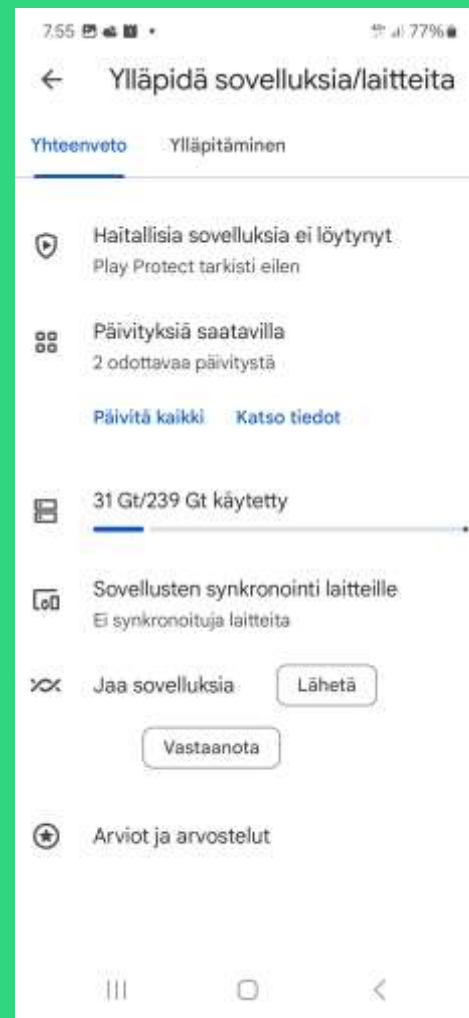 7.55
77%
Ylläpidä sovelluksia/laitteita
Yhteenveto Ylläpitäminen
Haitallisia sovelluksia ei löytynyt
Play Protect tarkisti eilen
Päivityksiä saatavilla
2 odottavaa päivitystä
Päivitä kaikki Katso tiedot
31 Gt/239 Gt käytetty
Sovellusten synkronointi laitteille
Ei synkronoituja laitteita
Jaa sovelluksia Lähetä
Vastaanota
Arviot ja arvostelut